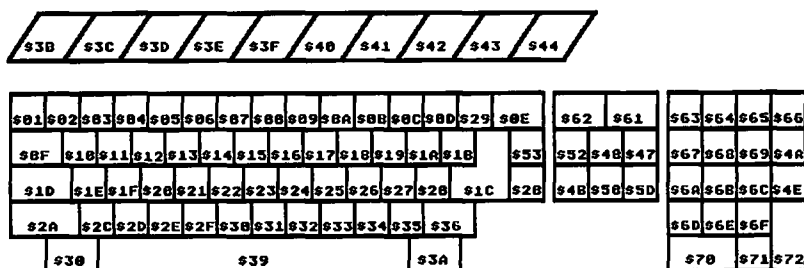 $3B $3C $3D $3E $3F $40 $41 $42 $43 $44
$01 $02 $03 $04 $05 $06 $07 $08 $09 $0A $0B $0C $0D $29 $0E $62 $61 $63 $64 $65 $66
$0F $10 $11 $12 $13 $14 $15 $16 $17 $18 $19 $1A $1B $53 $52 $48 $47 $67 $68 $69 $4A
$1D $1E $1F $20 $21 $22 $23 $24 $25 $26 $27 $28 $1C $2B $4B $50 $5D $6A $6B $6C $4E
$2A $2C $2D $2E $2F $30 $31 $32 $33 $34 $35 $36 $6D $6E $6F
$38 $39 $3A $70 $71 $72